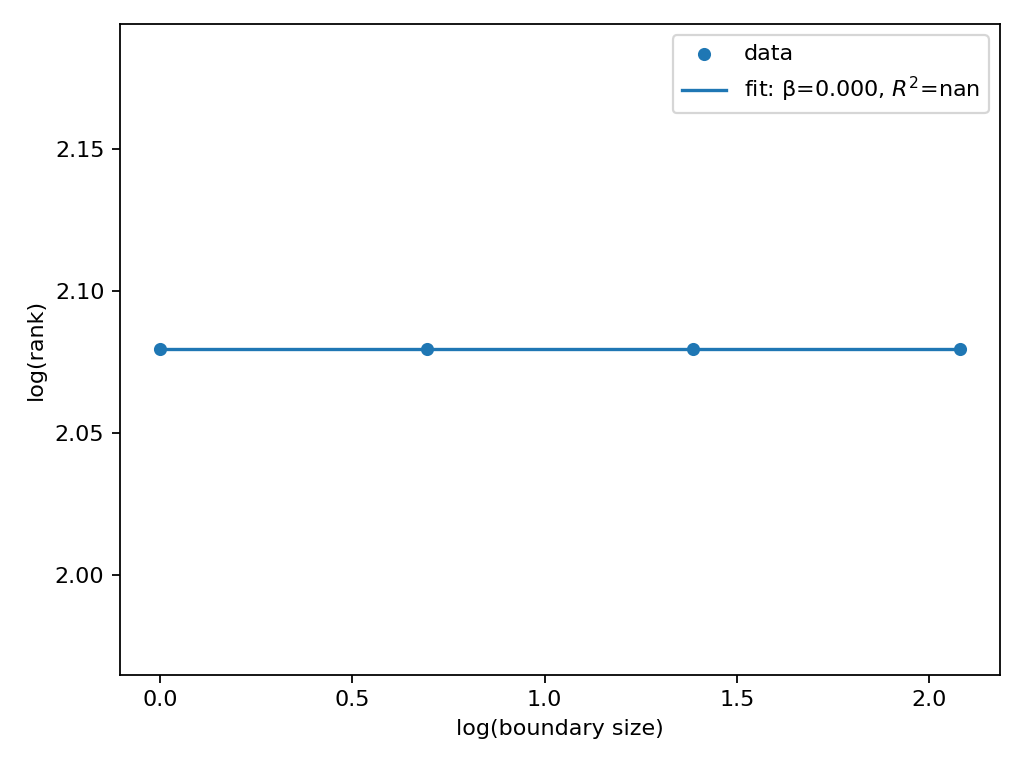 data
fit: β=0.000, R²=nan
2.15
2.10
2.05
2.00
log(rank)
0.0 0.5 1.0 1.5 2.0
log(boundary size)